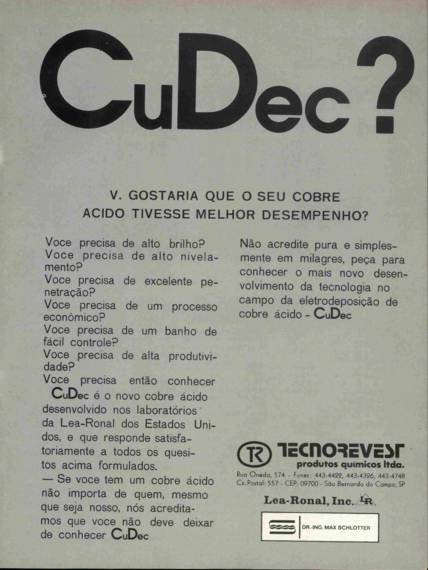 CuDec?
V. GOSTARIA QUE O SEU COBRE
ACIDO TIVESSE MELHOR DESEMPENHO?
Voce precisa de alto brilho?
Voce precisa de alto nivela-
mento?
Voce precisa de excelente pe-
netração?
Voce precisa de um processo
econômico?
Voce precisa de um banho de
fácil controle?
Voce precisa de alta produtivi-
dade?
Voce precisa então conhecer
CuDec é o novo cobre ácido
desenvolvido nos laboratórios
da Lea-Ronal dos Estados Uni-
dos, e que responde satisfa-
toriamente a todos os quesi-
tos acima formulados.
— Se voce tem um cobre ácido
não importa de quem, mesmo
que seja nosso, nós acredita-
mos que voce não deve deixar
de conhecer CuDec
Não acredite pura e simples-
mente em milagres, peça para
conhecer o mais novo desen-
volvimento da tecnologia no
campo da eletrodeposição de
cobre ácido - CuDec
TR TECNOREVEST
produtos químicos ltda.
Rua Oneda, 574 - Fones: 443-4422, 443-4326, 443-4748
Cx. Postal: 557 - CEP. 09700 - São Bernardo do Campo, SP
Lea-Ronal, Inc. LR
DR.-ING. MAX SCHLOTTER